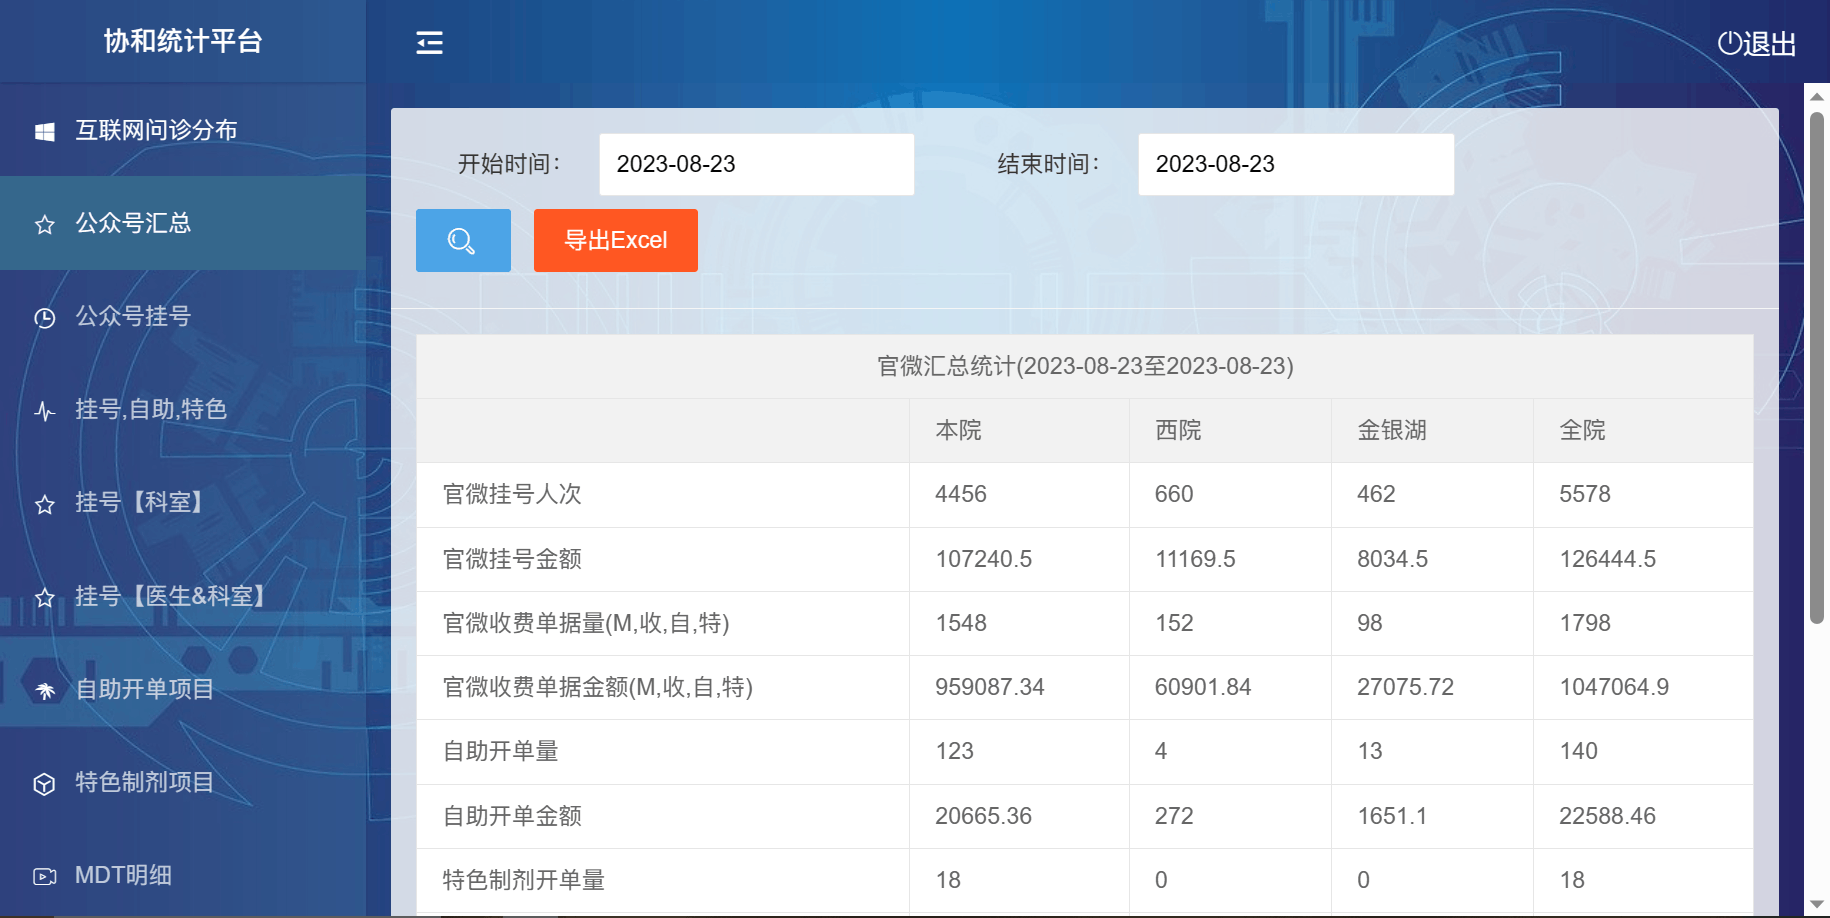 协和统计平台
退出
互联网问诊分布
公众号汇总
公众号挂号
挂号,自助,特色
挂号【科室】
挂号【医生&科室】
自助开单项目
特色制剂项目
MDT明细
开始时间： 2023-08-23 结束时间： 2023-08-23
导出Excel
官微汇总统计(2023-08-23至2023-08-23)
本院 西院 金银湖 全院
官微挂号人次 4456 660 462 5578
官微挂号金额 107240.5 11169.5 8034.5 126444.5
官微收费单据量(M,收,自,特) 1548 152 98 1798
官微收费单据金额(M,收,自,特) 959087.34 60901.84 27075.72 1047064.9
自助开单量 123 4 13 140
自助开单金额 20665.36 272 1651.1 22588.46
特色制剂开单量 18 0 0 18